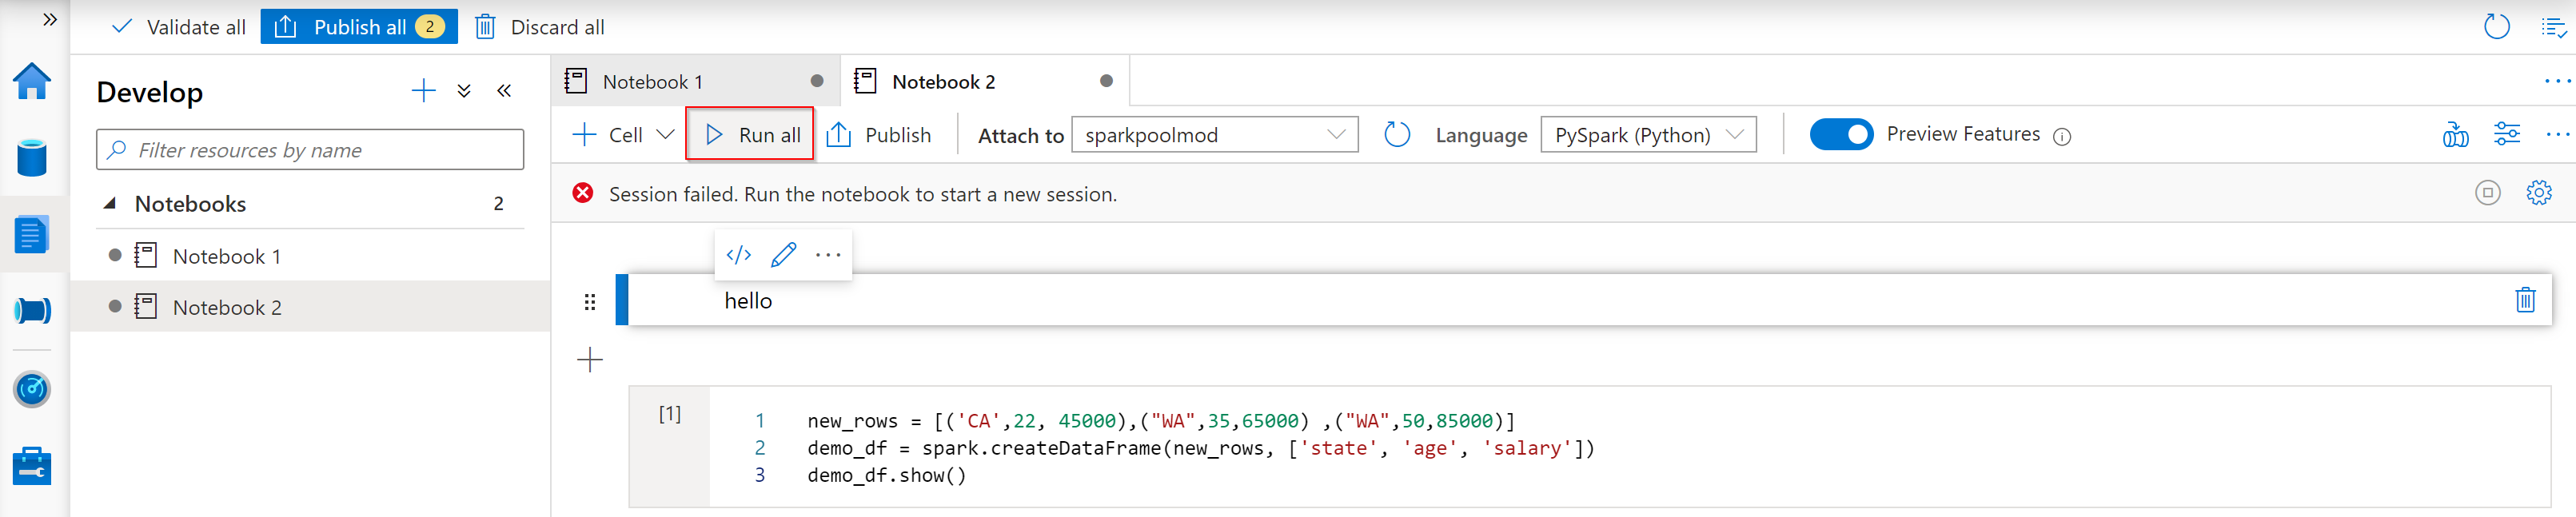 Validate all Publish all 2 Discard all
Develop
Filter resources by name
Notebooks 2
Notebook 1
Notebook 2
Notebook 1 Notebook 2
Cell Run all Publish Attach to sparkpoolmod Language PySpark (Python) Preview Features
Session failed. Run the notebook to start a new session.
hello
[1]
1 new_rows = [('CA',22, 45000),("WA",35,65000) ,("WA",50,85000)]
2 demo_df = spark.createDataFrame(new_rows, ['state', 'age', 'salary'])
3 demo_df.show()